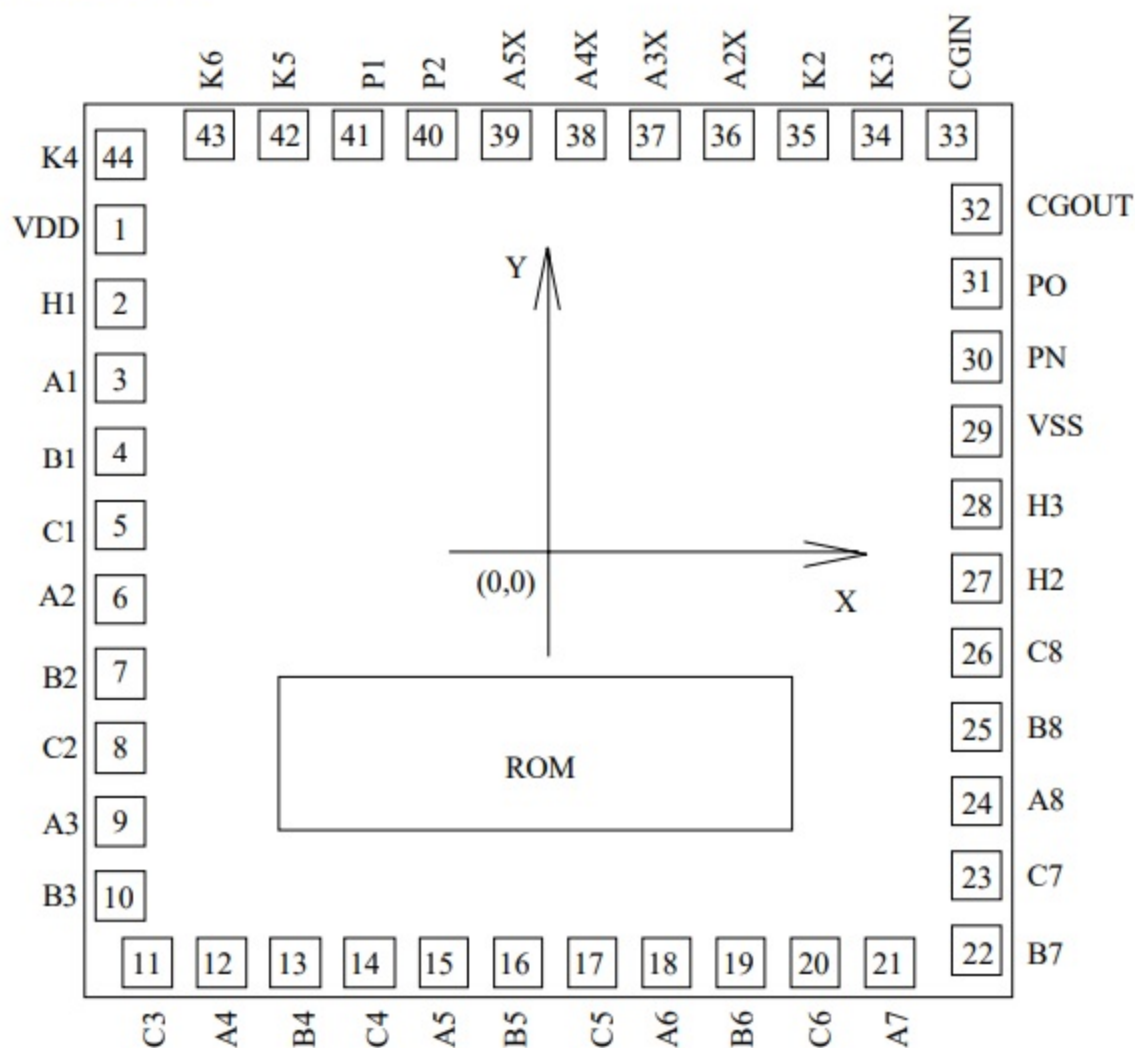 K6 K5 P1 P2 A5X A4X A3X A2X K2 K3 CGIN
43 42 41 40 39 38 37 36 35 34 33
K4 44
32 CGOUT
VDD 1
Y
31 PO
H1 2
30 PN
A1 3
29 VSS
B1 4
28 H3
C1 5
(0,0)
27 H2
X
A2 6
26 C8
B2 7
25 B8
C2 8
ROM
24 A8
A3 9
23 C7
B3 10
22 B7
11 12 13 14 15 16 17 18 19 20 21
C3 A4 B4 C4 A5 B5 C5 A6 B6 C6 A7